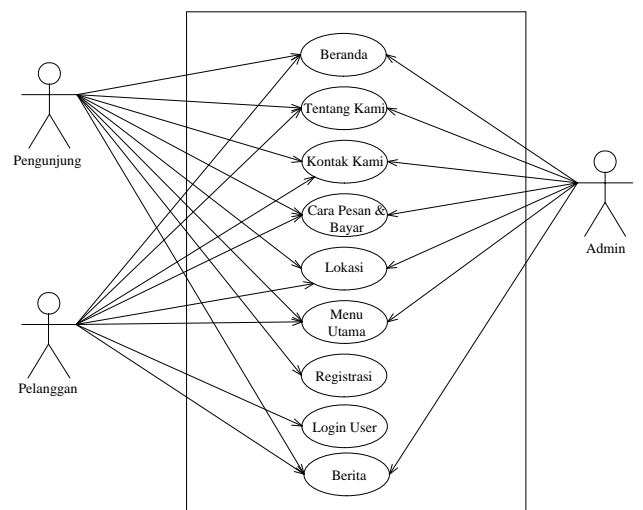 Beranda
Tentang Kami
Pengunjung
Kontak Kami
Cara Pesan &
Bayar
Admin
Lokasi
Menu
Utama
Pelanggan
Registrasi
Login User
Berita